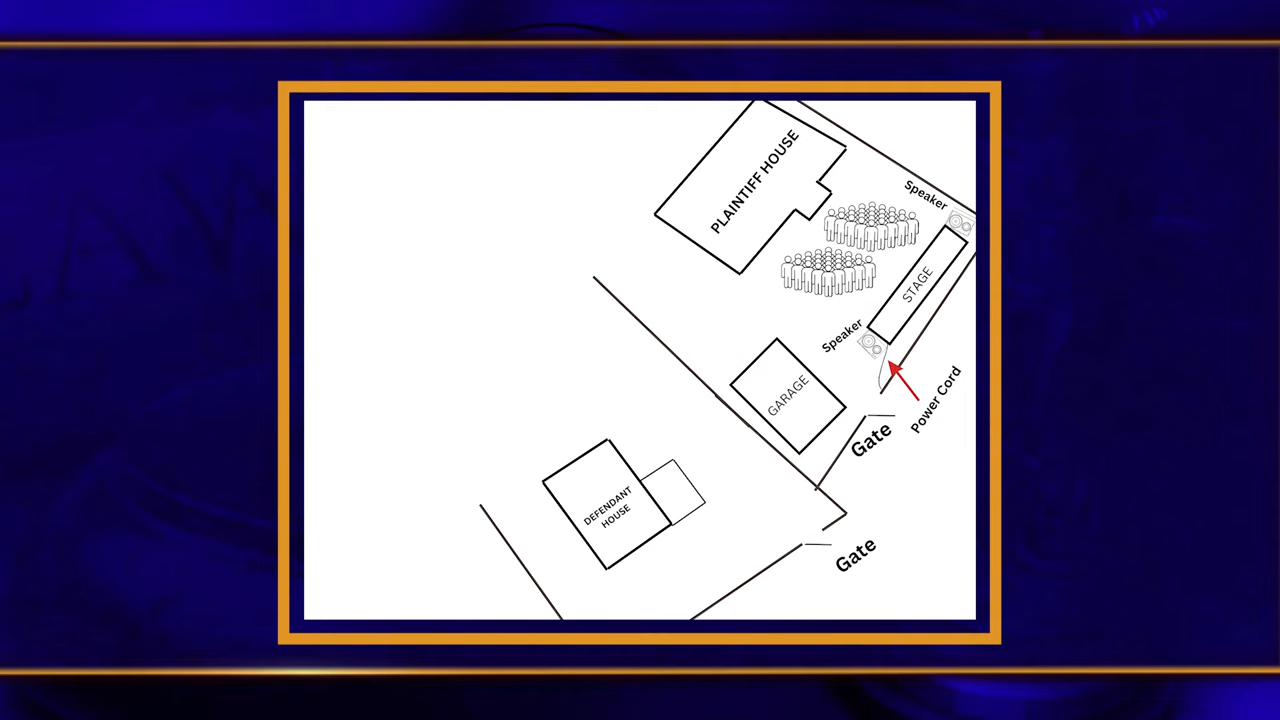 PLAINTIFF HOUSE
Speaker
STAGE
Speaker
GARAGE
Power Cord
Gate
DEFENDANT
HOUSE
Gate